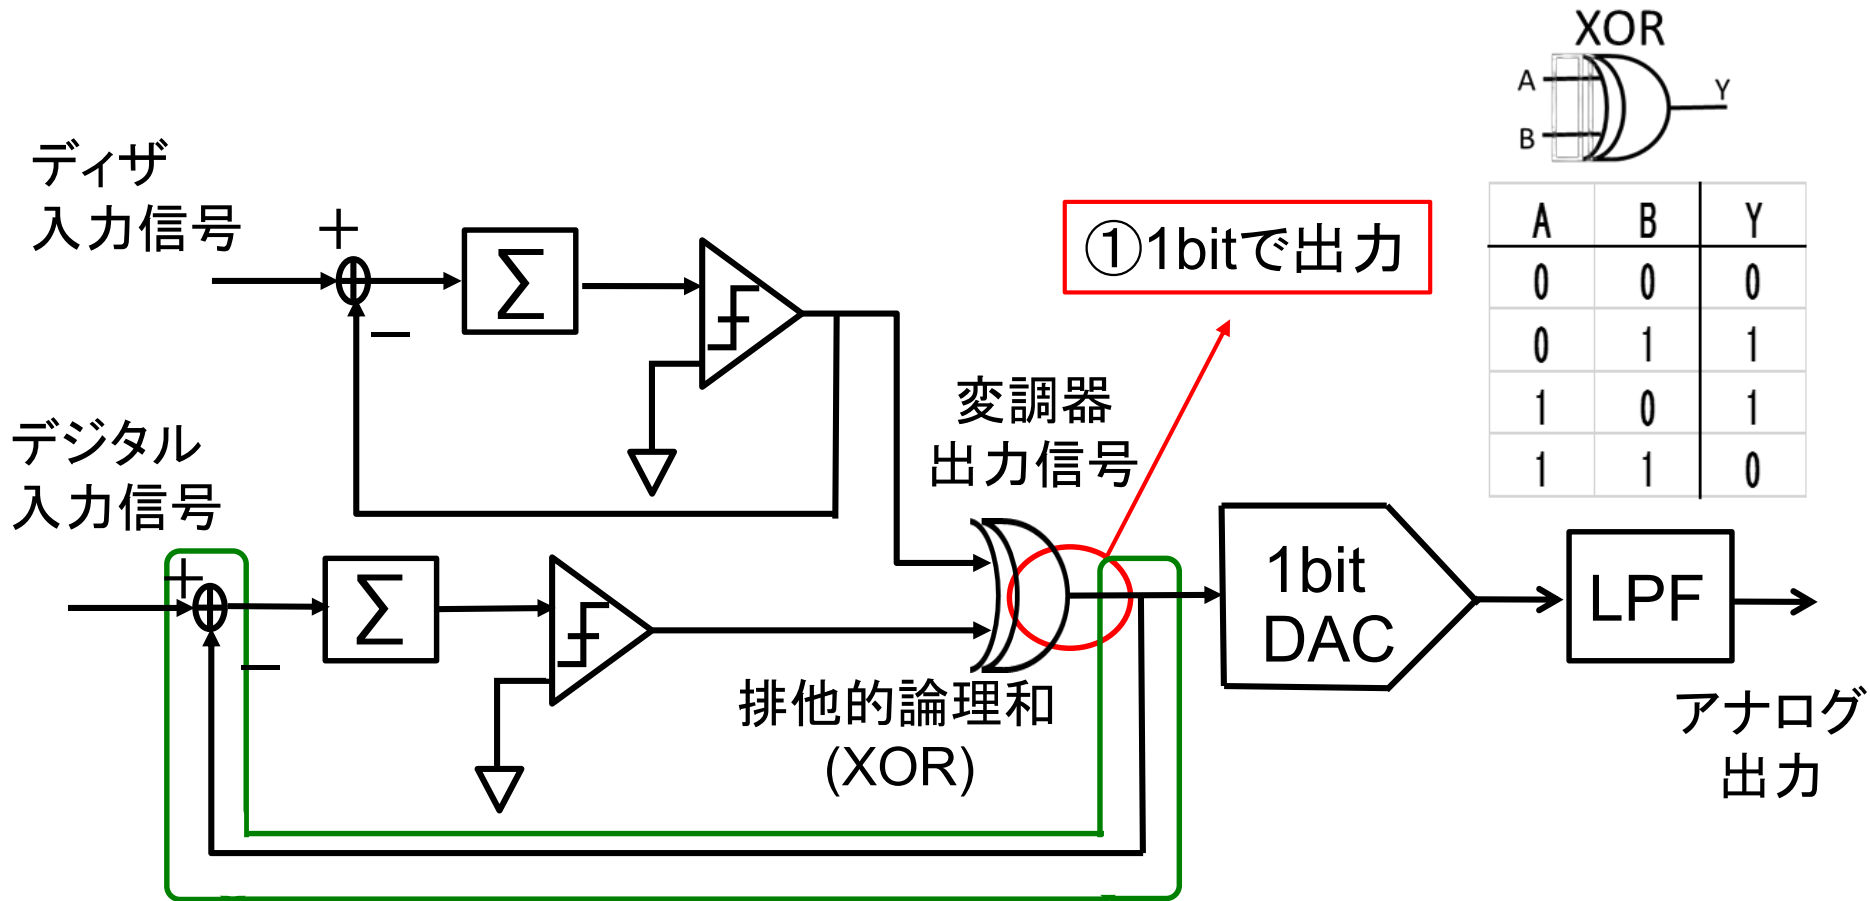 XOR
A
B
Y
ディザ
入力信号
+
−
Σ
①1bitで出力
A B Y
0 0 0
0 1 1
1 0 1
1 1 0
デジタル
入力信号
+
−
Σ
変調器
出力信号
排他的論理和
(XOR)
1bit
DAC
LPF
アナログ
出力